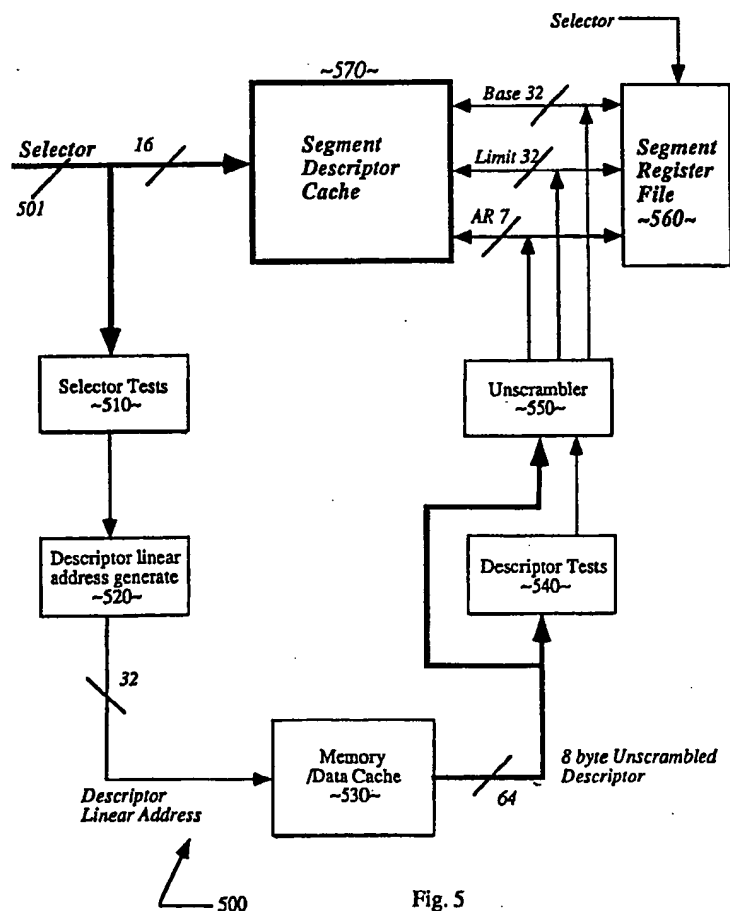 Selector
~570~
Base 32
Selector
16
501
Segment
Descriptor
Cache
Limit 32
AR 7
Segment
Register
File
~560~
Selector Tests
~510~
Unscrambler
~550~
Descriptor linear
address generate
~520~
Descriptor Tests
~540~
32
Memory
/Data Cache
~530~
64
8 byte Unscrambled
Descriptor
Descriptor
Linear Address
500
Fig. 5